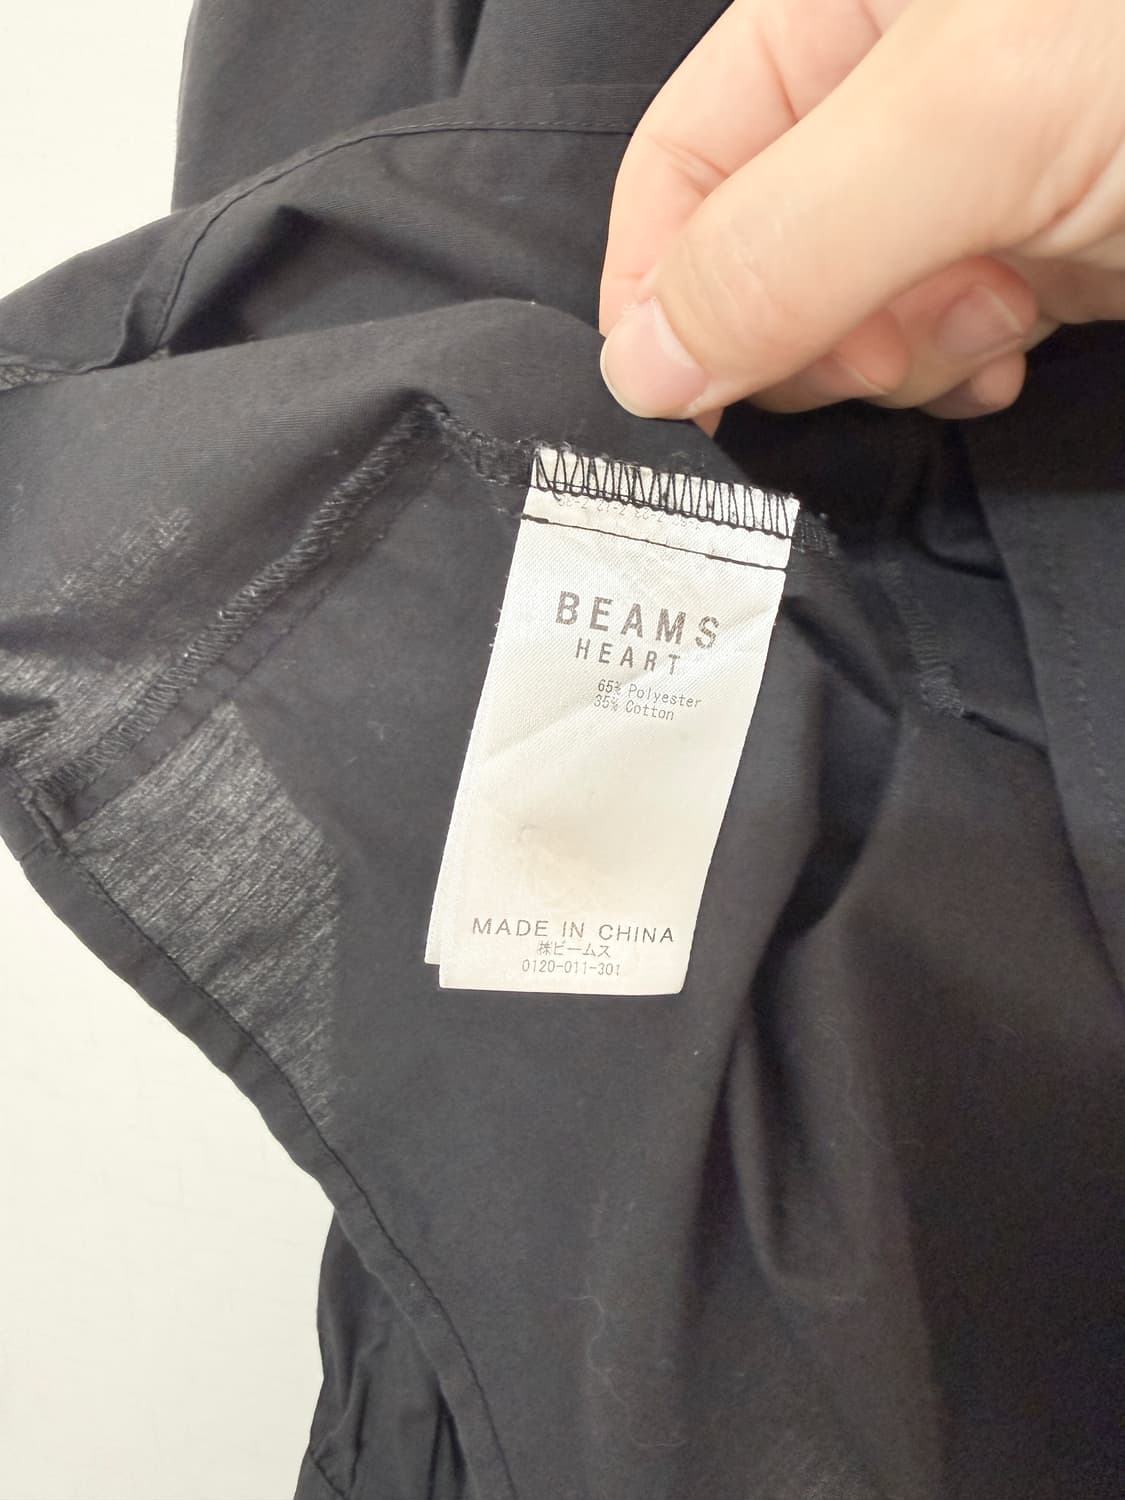 BEAMS
HEART
65% Polyester
35% Cotton
MADE IN CHINA
株ビームス
0120-011-301